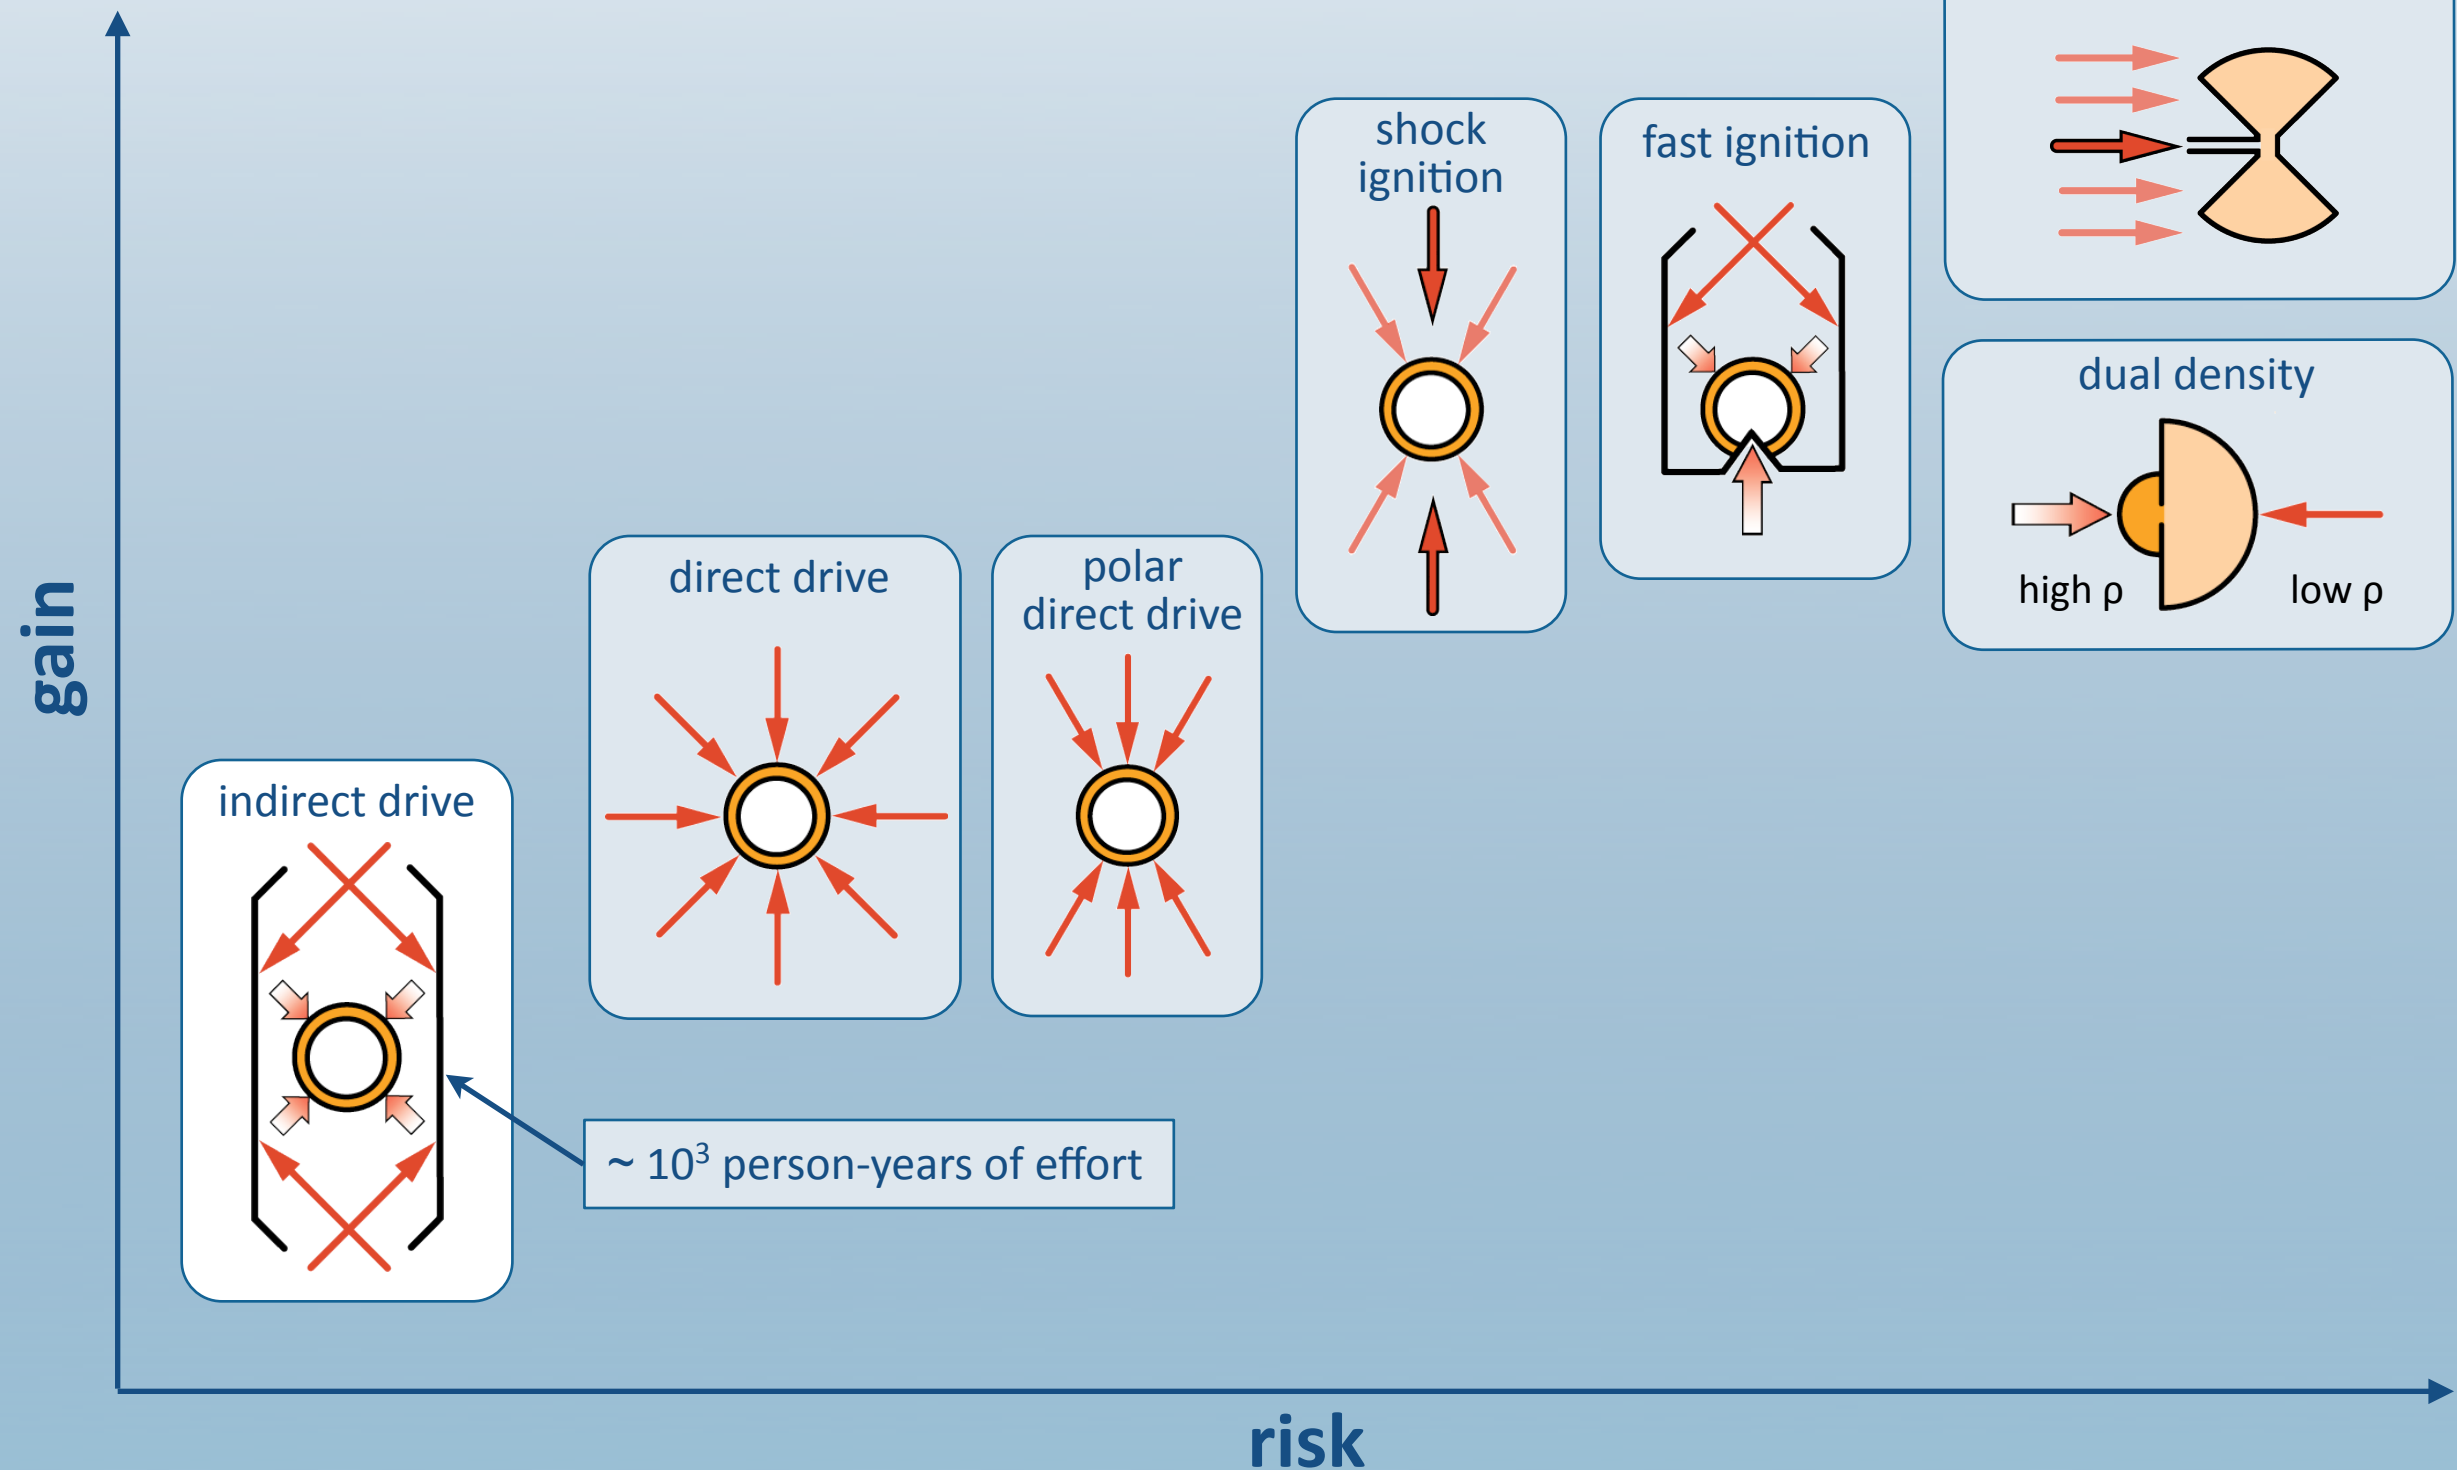 gain
shock
ignition
fast ignition
dual density
high ρ
low ρ
direct drive
polar
direct drive
indirect drive
~ 10³ person-years of effort
risk